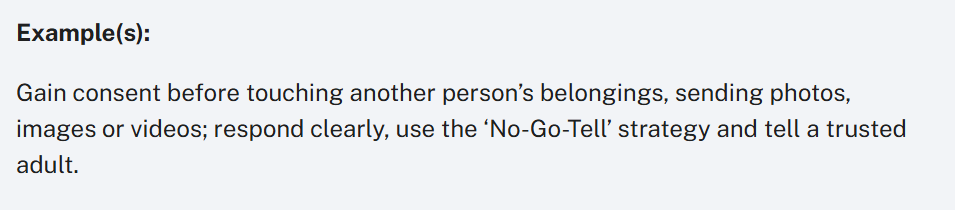 Example(s):
Gain consent before touching another person’s belongings, sending photos,
images or videos; respond clearly, use the ‘No-Go-Tell’ strategy and tell a trusted
adult.